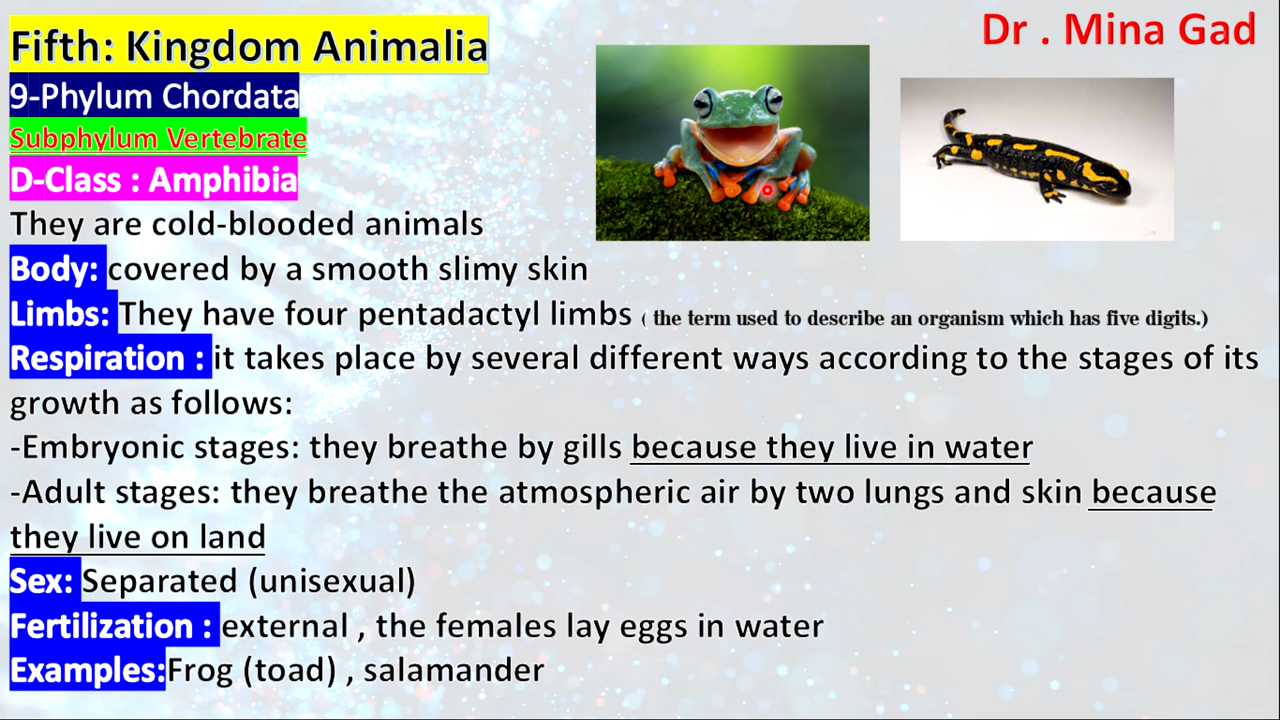 Dr . Mina Gad
Fifth: Kingdom Animalia
9-Phylum Chordata
Subphylum Vertebrate
D-Class : Amphibia
They are cold-blooded animals
Body: covered by a smooth slimy skin
Limbs: They have four pentadactyl limbs ( the term used to describe an organism which has five digits.)
Respiration : it takes place by several different ways according to the stages of its
growth as follows:
-Embryonic stages: they breathe by gills because they live in water
-Adult stages: they breathe the atmospheric air by two lungs and skin because
they live on land
Sex: Separated (unisexual)
Fertilization : external , the females lay eggs in water
Examples:Frog (toad) , salamander